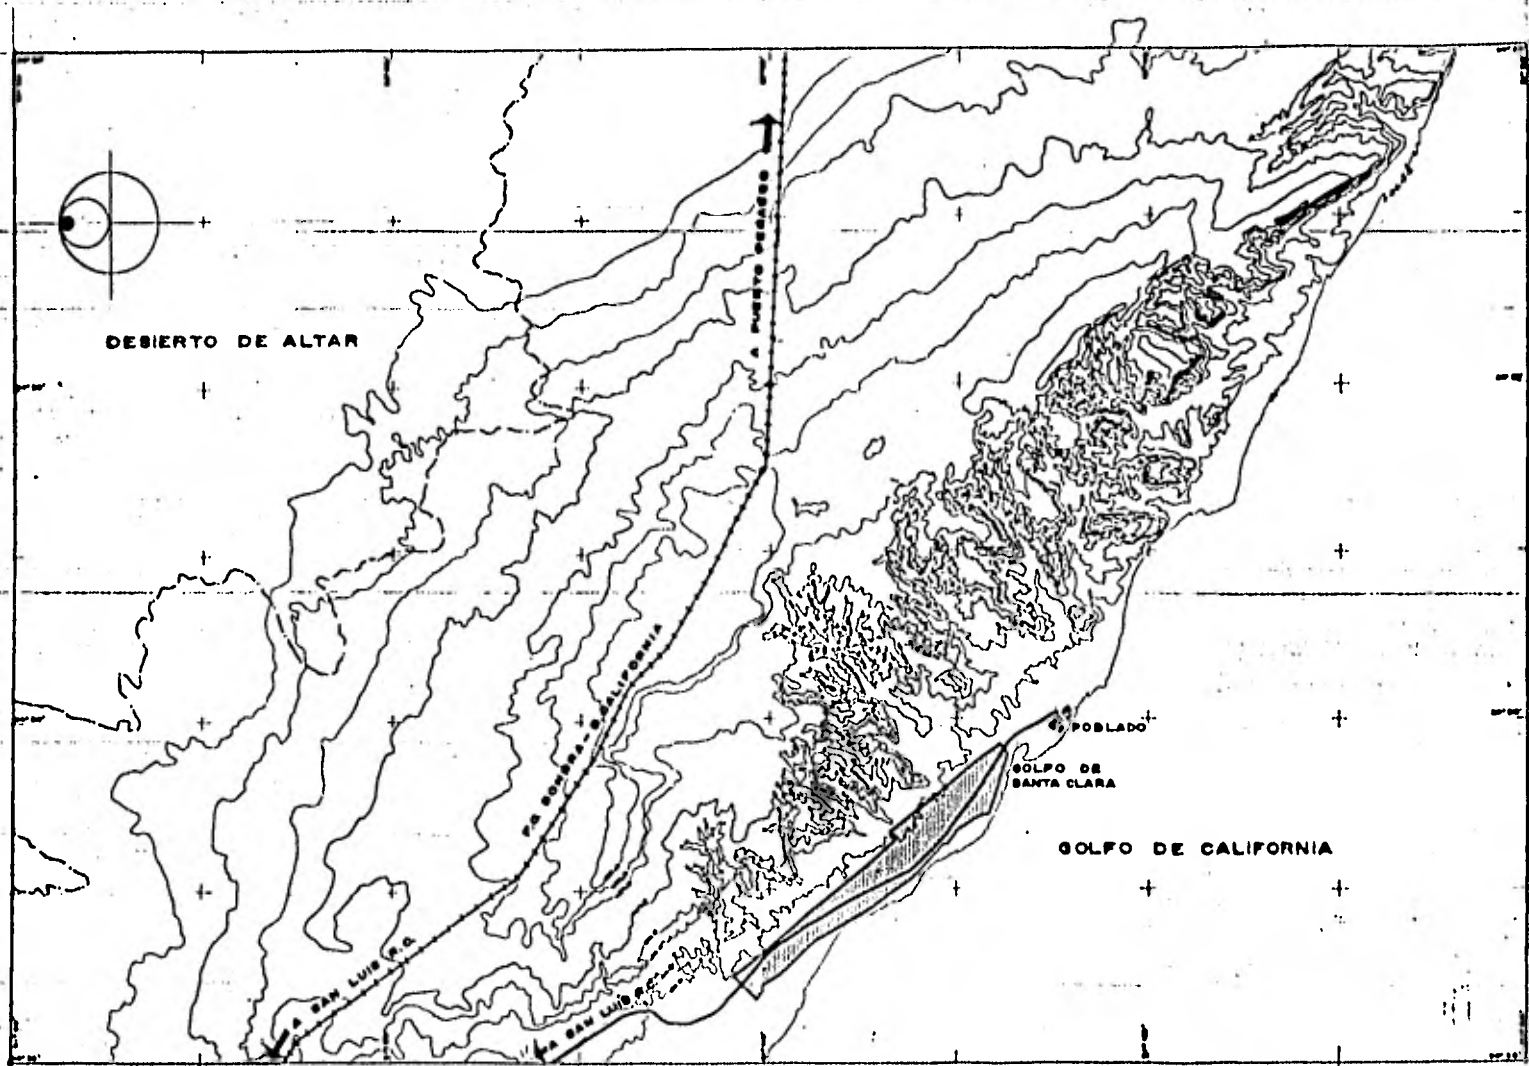 A PUERTO PEÑASCO
DESIERTO DE ALTAR
F.C. SONORA-B. CALIFORNIA
POBLADO
GOLFO DE
SANTA CLARA
GOLFO DE CALIFORNIA
A SAN LUIS R.C.
A SAN LUIS R.C.